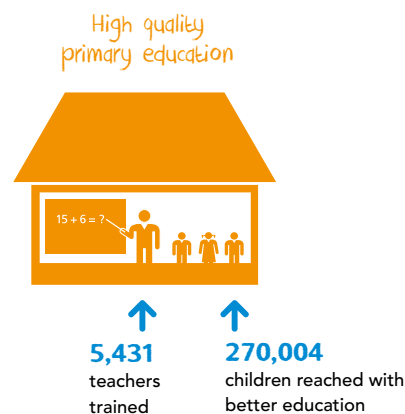 High quality
primary education
15 + 6 = ?
5,431
teachers
trained
270,004
children reached with
better education